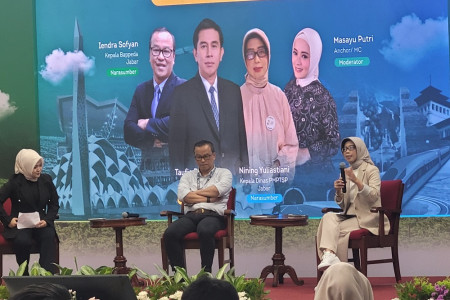 Iendra Sofyan
Kepala Bappeda
Jabar
Narasumber
Masayu Putri
Anchor/ MC
Moderator
Nining Yuliastiani
Kepala Dinas PMPTSP
Jabar
Narasumber